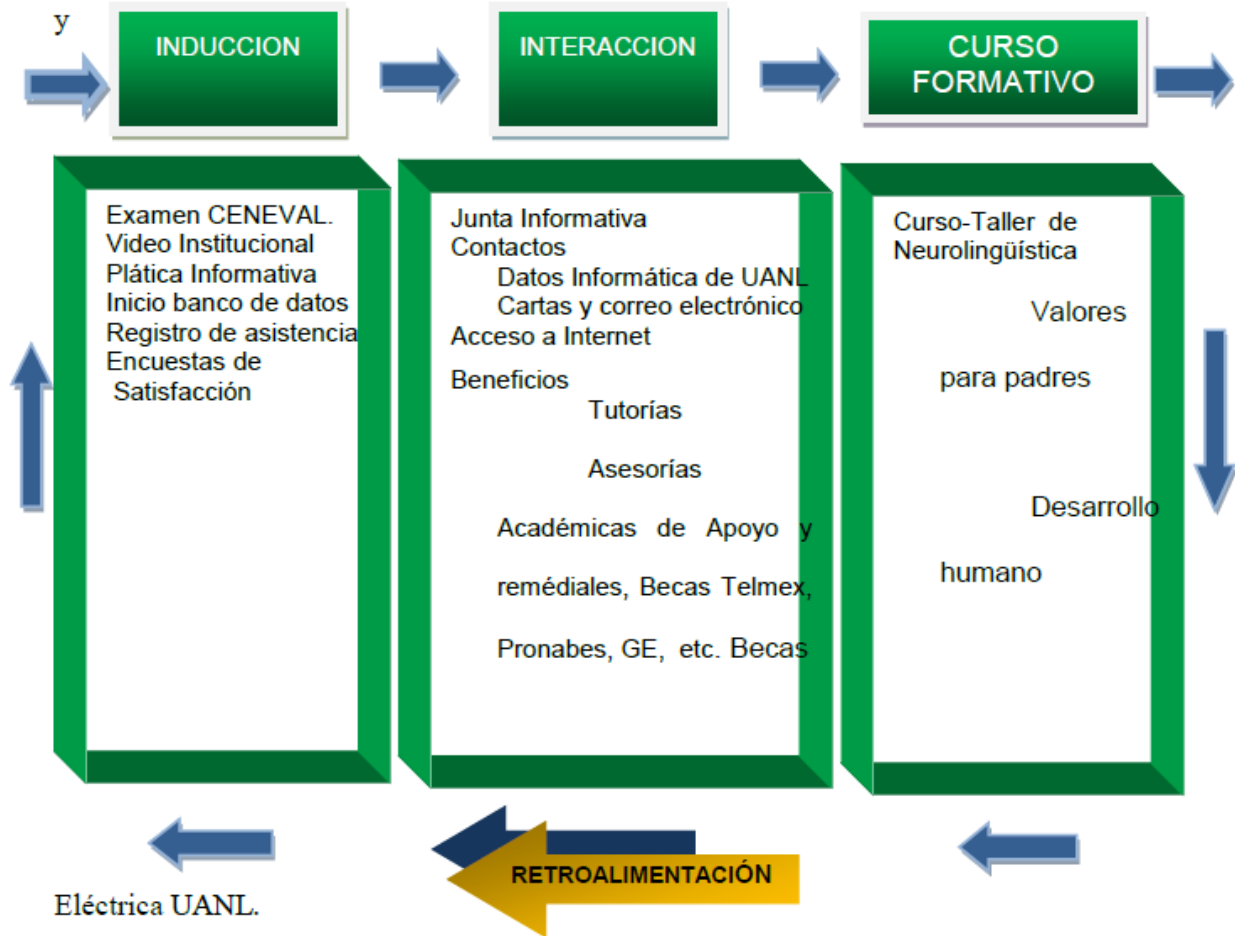 y
INDUCCION
INTERACCION
CURSO
FORMATIVO
Examen CENEVAL.
Video Institucional
Plática Informativa
Inicio banco de datos
Registro de asistencia
Encuestas de
Satisfacción
Junta Informativa
Contactos
Datos Informática de UANL
Cartas y correo electrónico
Acceso a Internet
Beneficios
Tutorías
Asesorías
Académicas de Apoyo y
remédiales, Becas Telmex,
Pronabes, GE, etc. Becas
Curso-Taller de
Neurolingüística
Valores
para padres
Desarrollo
humano
RETROALIMENTACIÓN
Eléctrica UANL.